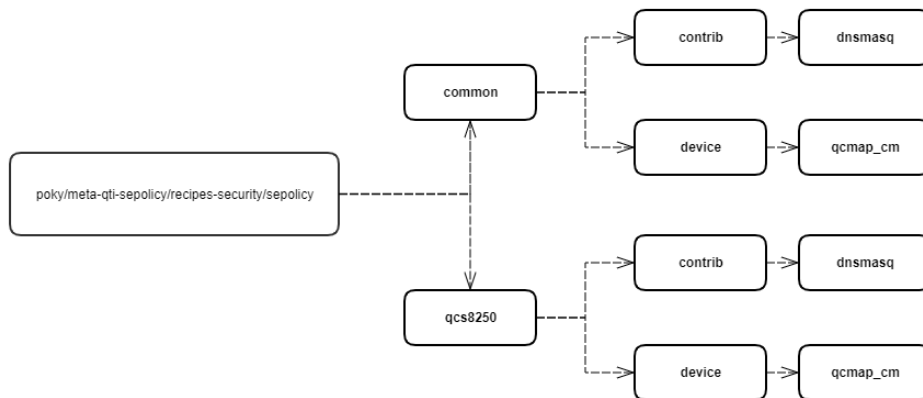 contrib
dnsmasq
common
device
qcmap_cm
poky/meta-qti-sepolicy/recipes-security/sepolicy
contrib
dnsmasq
qcs8250
device
qcmap_cm